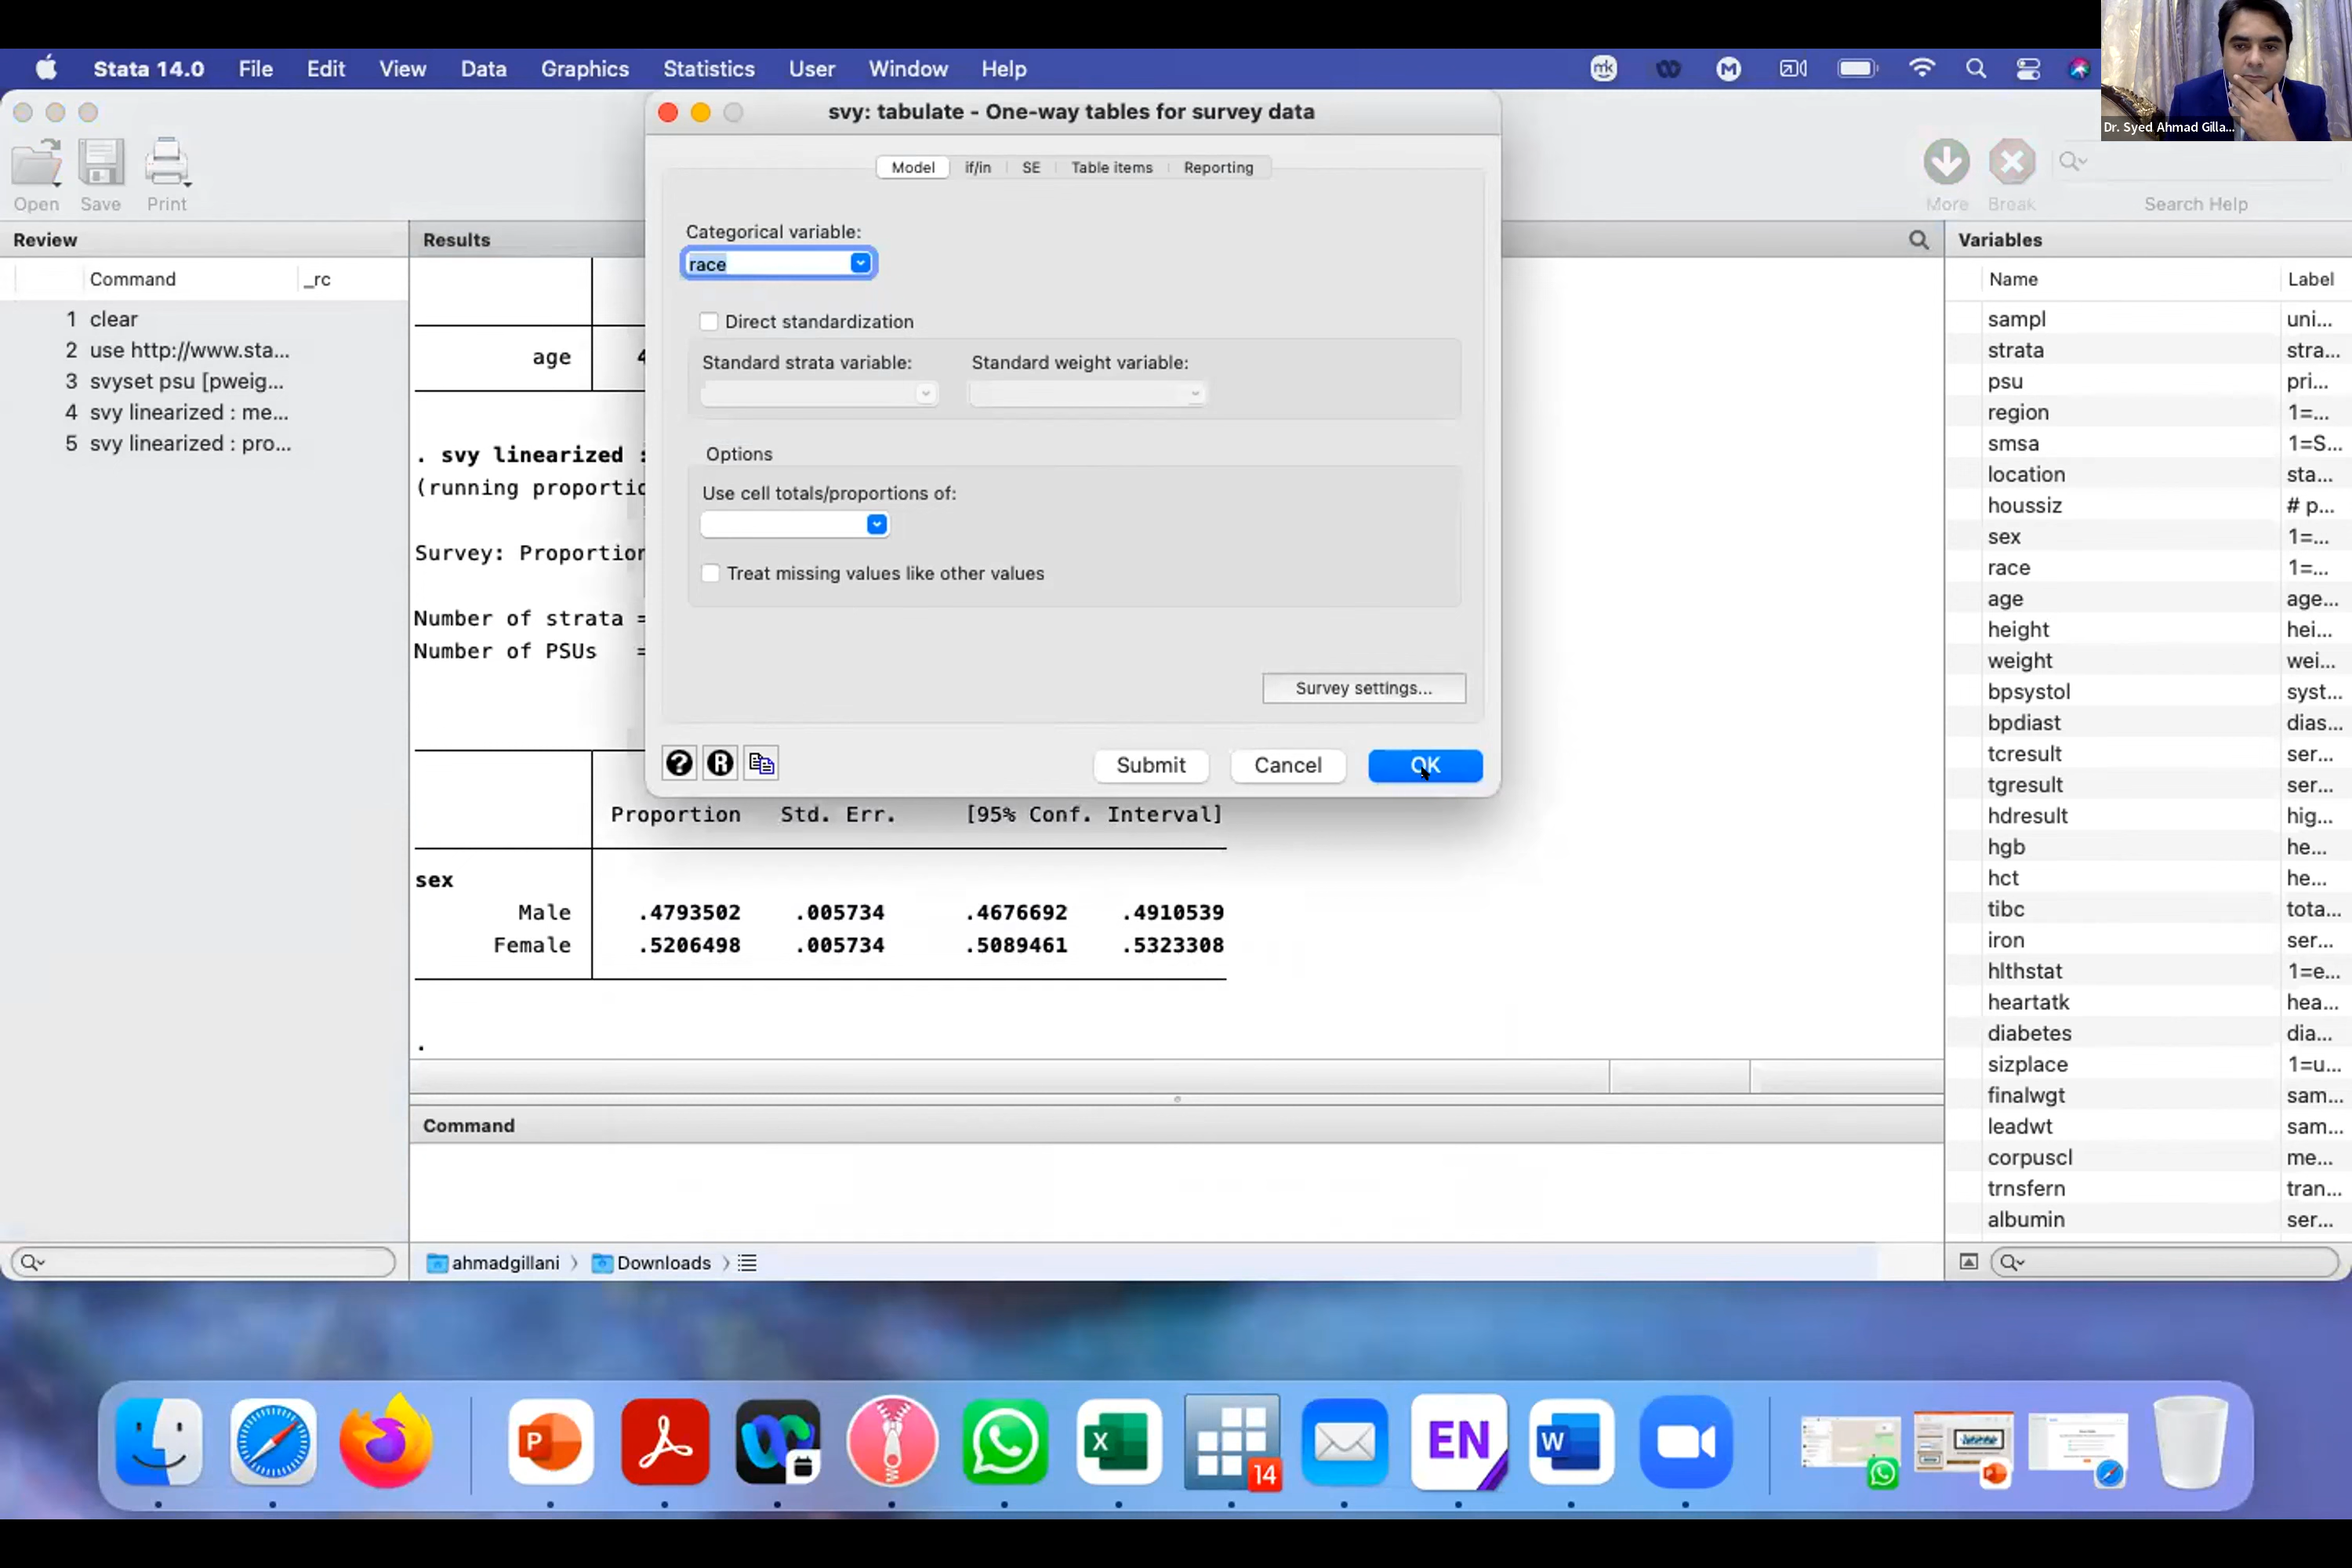 Stata 14.0 File Edit View Data Graphics Statistics User Window Help
Dr. Syed Ahmad Gilla...
svy: tabulate - One-way tables for survey data
Open Save Print
More Break Search Help
Model if/in SE Table items Reporting
Review
Command _rc
1 clear
2 use http://www.sta...
3 svyset psu [pweig...
4 svy linearized : me...
5 svy linearized : pro...
Results
age 4
. svy linearized :
(running proportio
Survey: Proportion
Number of strata =
Number of PSUs =
Categorical variable:
race
Direct standardization
Standard strata variable: Standard weight variable:
Options
Use cell totals/proportions of:
Treat missing values like other values
Survey settings...
Submit Cancel OK
Proportion Std. Err. [95% Conf. Interval]
sex
Male .4793502 .005734 .4676692 .4910539
Female .5206498 .005734 .5089461 .5323308
.
Command
ahmadgillani Downloads
Variables
Name Label
sampl uni...
strata stra...
psu pri...
region 1=...
smsa 1=S...
location sta...
houssiz # p...
sex 1=...
race 1=...
age age...
height hei...
weight wei...
bpsystol syst...
bpdiast dias...
tcresult ser...
tgresult ser...
hdresult hig...
hgb he...
hct he...
tibc tota...
iron ser...
hlthstat 1=e...
heartatk hea...
diabetes dia...
sizplace 1=u...
finalwgt sam...
leadwt sam...
corpuscl me...
trnsfern tran...
albumin ser...
P X 14 EN W